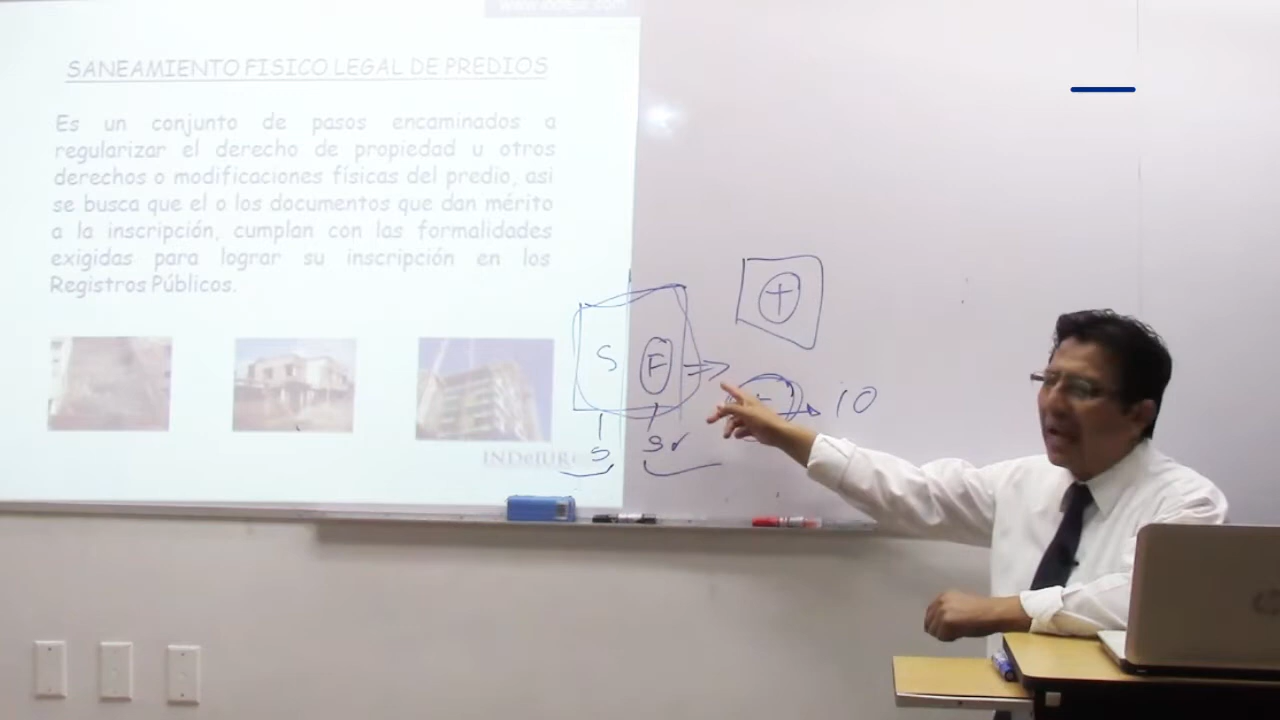 SANEAMIENTO FISICO LEGAL DE PREDIOS
Es un conjunto de pasos encaminados a
regularizar el derecho de propiedad u otros
derechos o modificaciones físicas del predio, asi
se busca que el o los documentos que dan mérito
a la inscripción, cumplan con las formalidades
exigidas para lograr su inscripción en los
Registros Públicos.
S F
S
INDeIURE